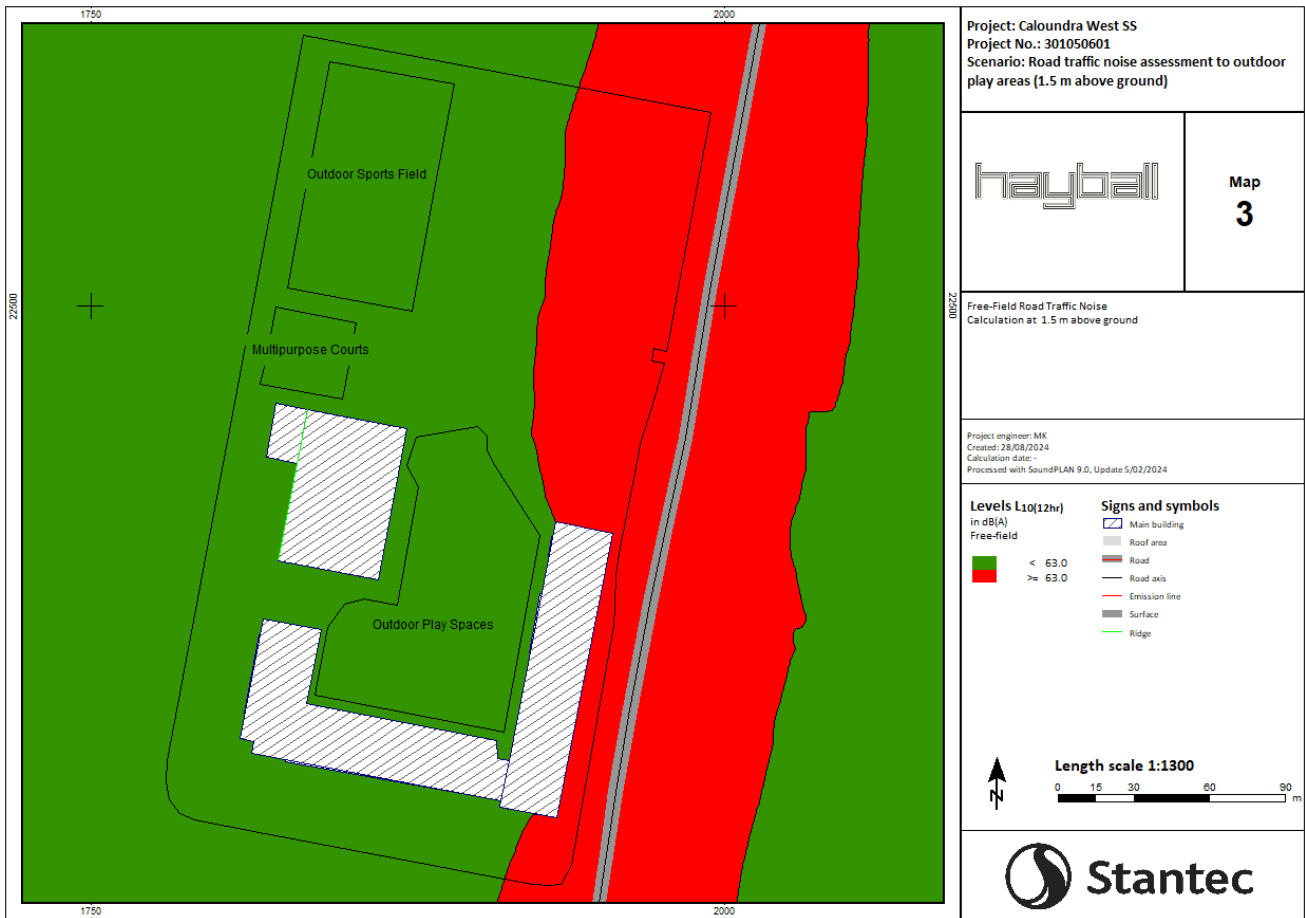 1750
2000
22500
22500
Outdoor Sports Field
Multipurpose Courts
Outdoor Play Spaces
1750
2000
Project: Caloundra West SS
Project No.: 301050601
Scenario: Road traffic noise assessment to outdoor
play areas (1.5 m above ground)
hayball
Map
3
Free-Field Road Traffic Noise
Calculation at 1.5 m above ground
Project engineer: MK
Created: 28/08/2024
Calculation date: -
Processed with SoundPLAN 9.0, Update 5/02/2024
Levels L10(12hr)
in dB(A)
Free-field
< 63.0
>= 63.0
Signs and symbols
Main building
Roof area
Road
Road axis
Emission line
Surface
Ridge
N
Length scale 1:1300
0 15 30 60 90
m
Stantec